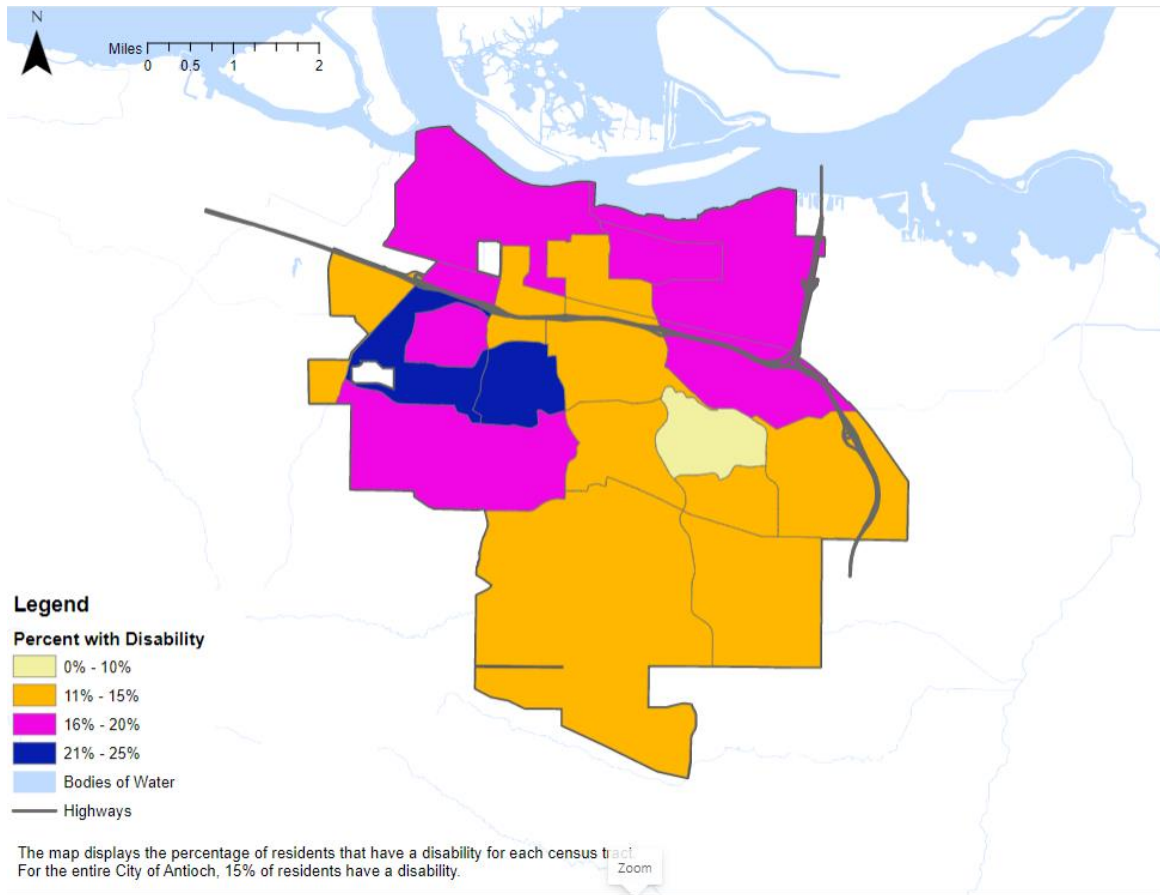 N
Miles
0 0.5 1 2
Legend
Percent with Disability
0% - 10%
11% - 15%
16% - 20%
21% - 25%
Bodies of Water
Highways
The map displays the percentage of residents that have a disability for each census tract.
For the entire City of Antioch, 15% of residents have a disability.
Zoom